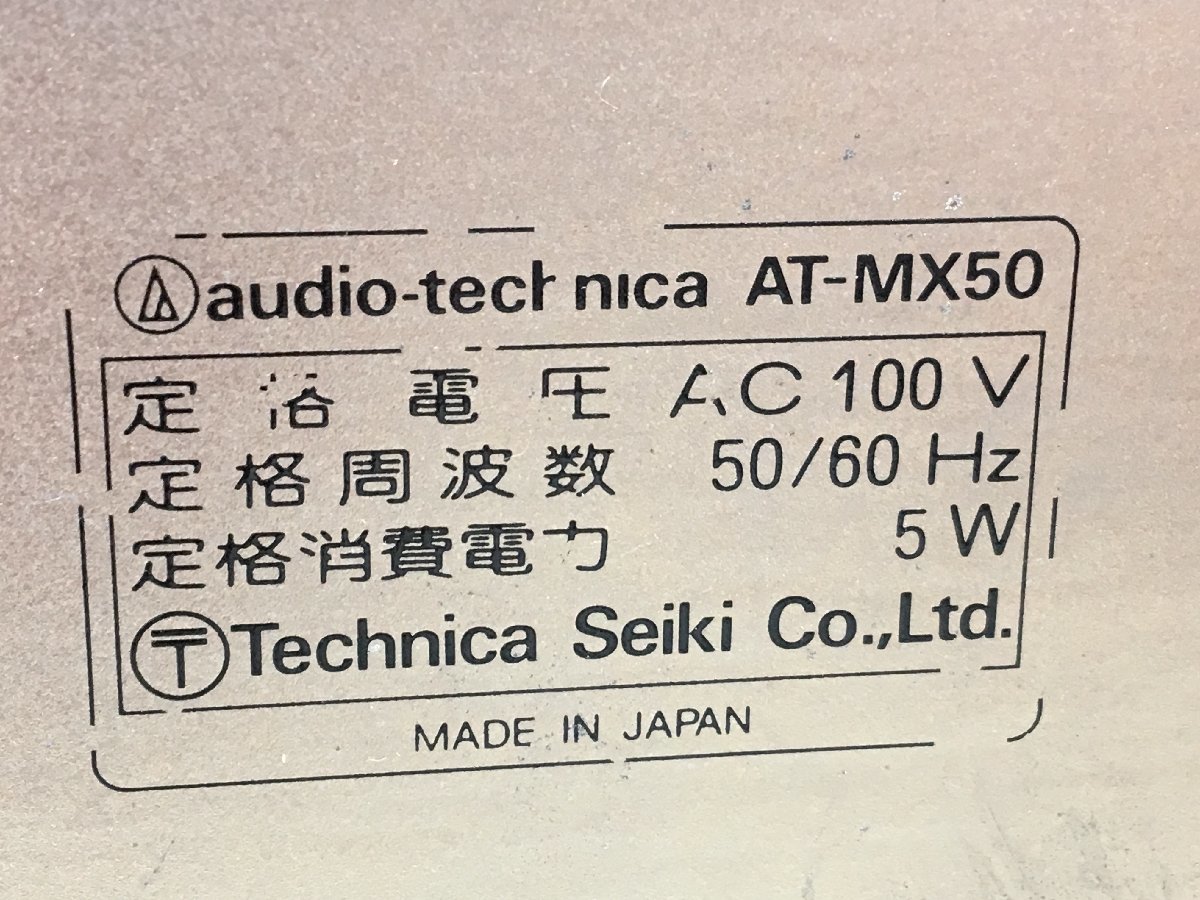 audio-technica AT-MX50
定格電圧 AC 100 V
定格周波数 50/60 Hz
定格消費電力 5 W
〒 Technica Seiki Co.,Ltd.
MADE IN JAPAN